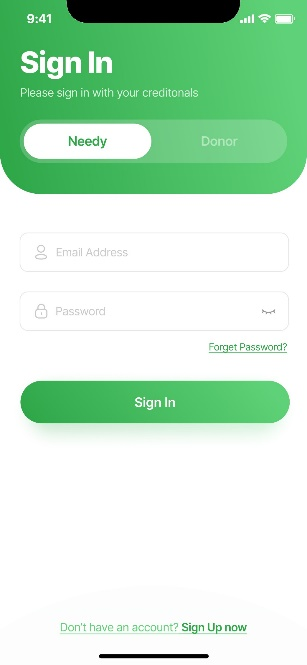 9:41
Sign In
Please sign in with your creditonals
Needy Donor
Email Address
Password
Forget Password?
Sign In
Don't have an account? Sign Up now